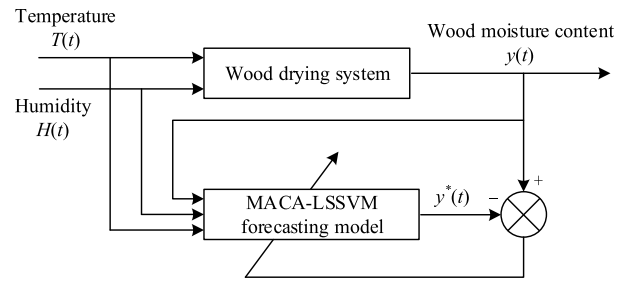 Temperature
T(t)
Wood moisture content
y(t)
Wood drying system
Humidity
H(t)
MACA-LSSVM
forecasting model
y*(t)
−
+